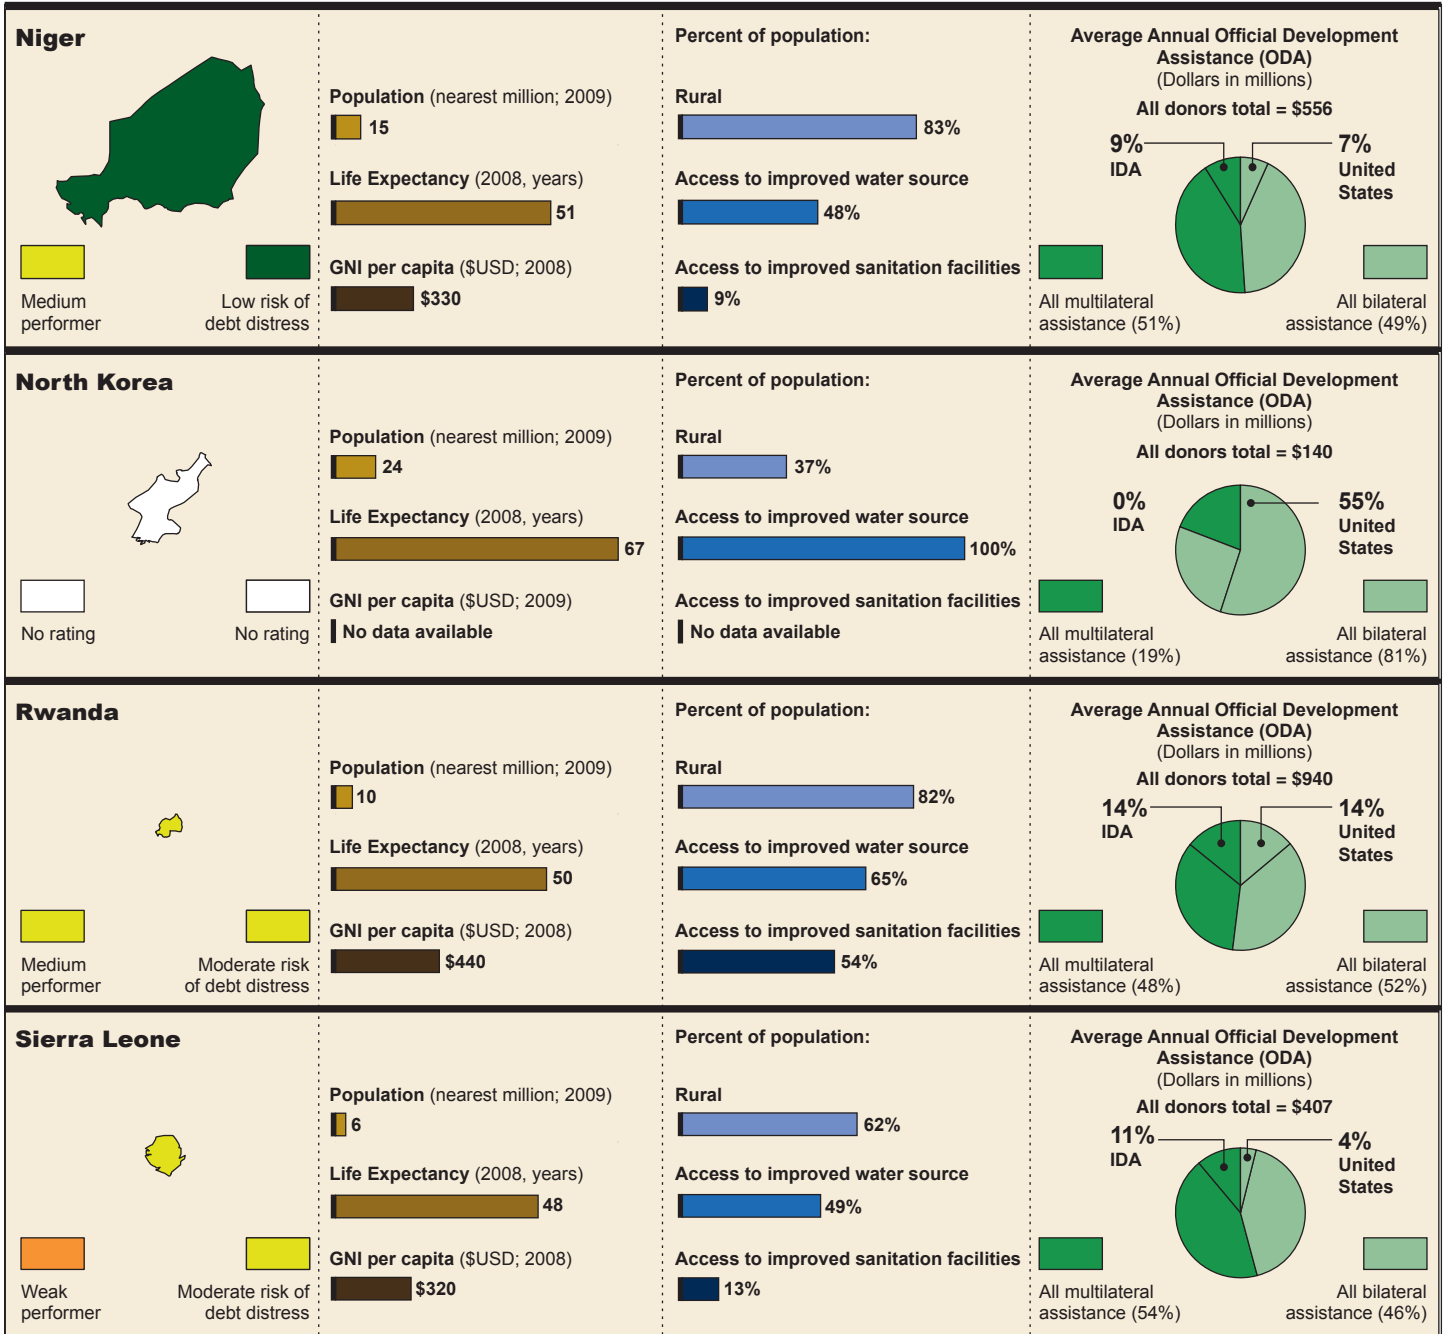 Niger
Population (nearest million; 2009)
15
Life Expectancy (2008, years)
51
GNI per capita ($USD; 2008)
$330
Medium
performer
Low risk of
debt distress
Percent of population:
Rural
83%
Access to improved water source
48%
Access to improved sanitation facilities
9%
Average Annual Official Development
Assistance (ODA)
(Dollars in millions)
All donors total = $556
9%
IDA
7%
United
States
All multilateral
assistance (51%)
All bilateral
assistance (49%)
North Korea
Population (nearest million; 2009)
24
Life Expectancy (2008, years)
67
GNI per capita ($USD; 2009)
No data available
No rating
No rating
Percent of population:
Rural
37%
Access to improved water source
100%
Access to improved sanitation facilities
No data available
Average Annual Official Development
Assistance (ODA)
(Dollars in millions)
All donors total = $140
0%
IDA
55%
United
States
All multilateral
assistance (19%)
All bilateral
assistance (81%)
Rwanda
Population (nearest million; 2009)
10
Life Expectancy (2008, years)
50
GNI per capita ($USD; 2008)
$440
Medium
performer
Moderate risk
of debt distress
Percent of population:
Rural
82%
Access to improved water source
65%
Access to improved sanitation facilities
54%
Average Annual Official Development
Assistance (ODA)
(Dollars in millions)
All donors total = $940
14%
IDA
14%
United
States
All multilateral
assistance (48%)
All bilateral
assistance (52%)
Sierra Leone
Population (nearest million; 2009)
6
Life Expectancy (2008, years)
48
GNI per capita ($USD; 2008)
$320
Weak
performer
Moderate risk of
debt distress
Percent of population:
Rural
62%
Access to improved water source
49%
Access to improved sanitation facilities
13%
Average Annual Official Development
Assistance (ODA)
(Dollars in millions)
All donors total = $407
11%
IDA
4%
United
States
All multilateral
assistance (54%)
All bilateral
assistance (46%)